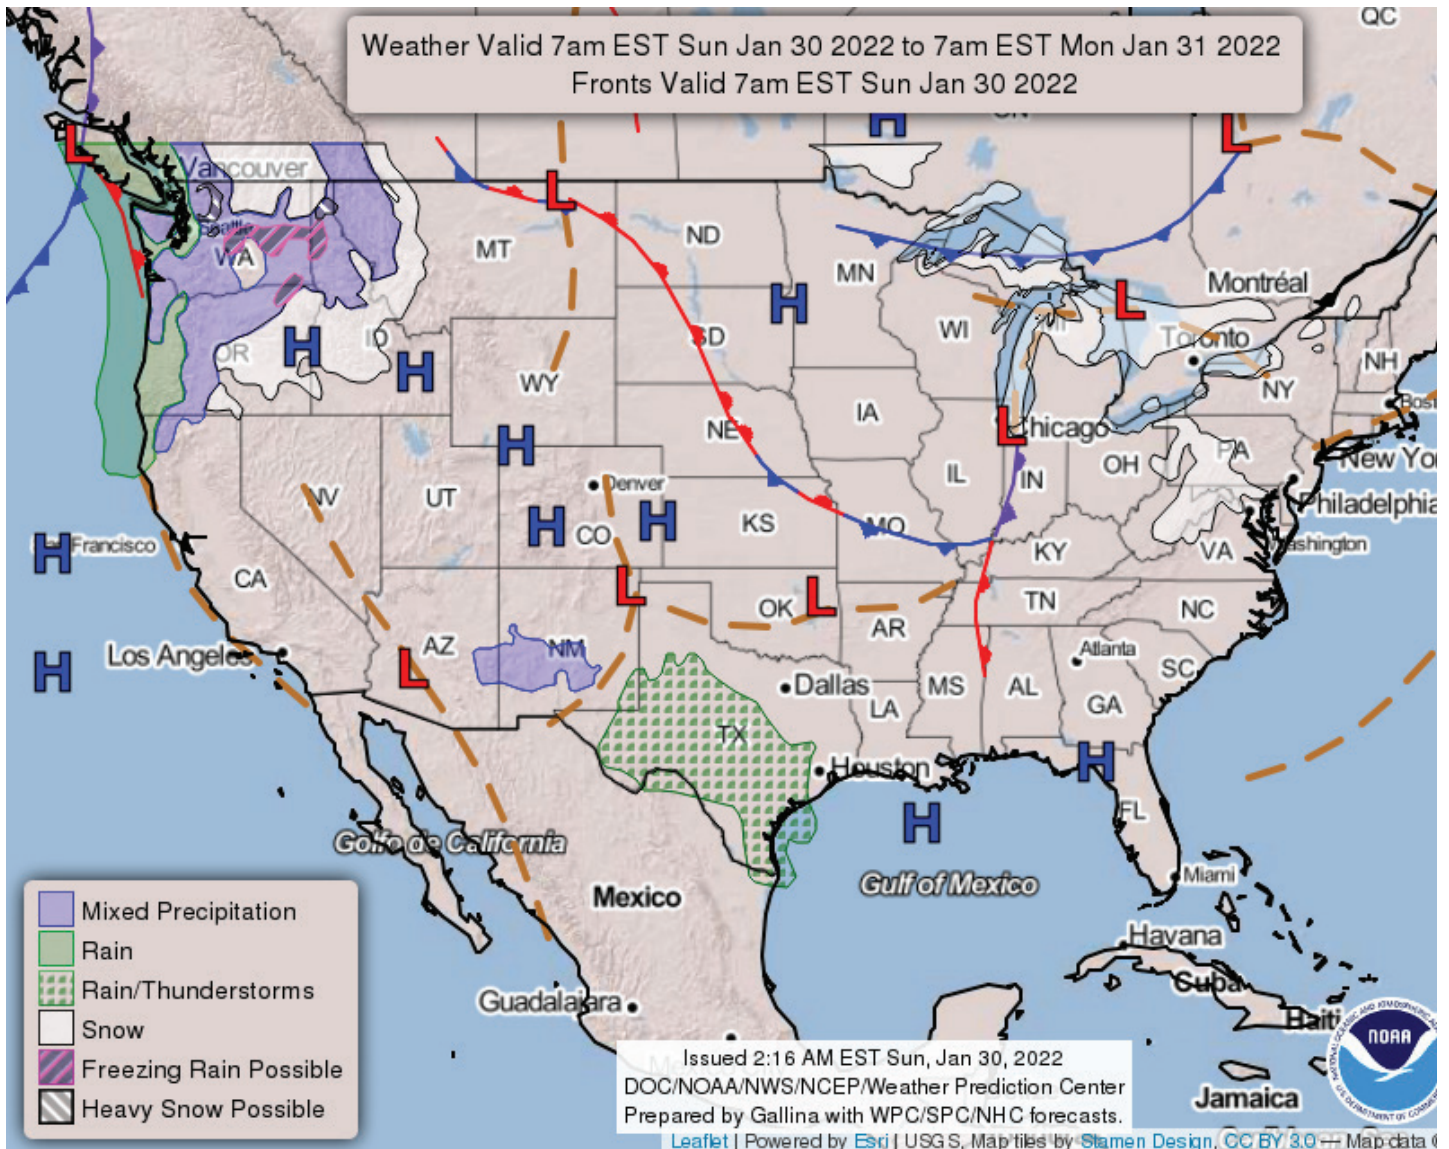 QC
Weather Valid 7am EST Sun Jan 30 2022 to 7am EST Mon Jan 31 2022
Fronts Valid 7am EST Sun Jan 30 2022
H
L
L
Vancouver
L
MT
ND
MN
WA
Montréal
H
L
WI
Toronto
H
ID
OR
SD
H
WY
NH
NY
IA
NE
L
Chicago
H
PA
OH
IL
IN
New Yo
NV
UT
Denver
Philadelphia
H
CO
H
KS
MO
H
Francisco
KY
VA
CA
L
OK
L
TN
NC
AR
AZ
NM
Atlanta
Los Angeles
L
H
SC
Dallas
MS
AL
LA
GA
TX
H
Houston
FL
H
Golfo de California
Miami
Gulf of Mexico
Mexico
Havana
Cuba
Guadalajara
Haiti
Mixed Precipitation
Rain
Rain/Thunderstorms
Snow
Freezing Rain Possible
Heavy Snow Possible
NOAA
Issued 2:16 AM EST Sun, Jan 30, 2022
DOC/NOAA/NWS/NCEP/Weather Prediction Center
Prepared by Gallina with WPC/SPC/NHC forecasts.
Jamaica
Leaflet | Powered by Esri | USGS, Map tiles by Stamen Design, CC BY 3.0 — Map data ©